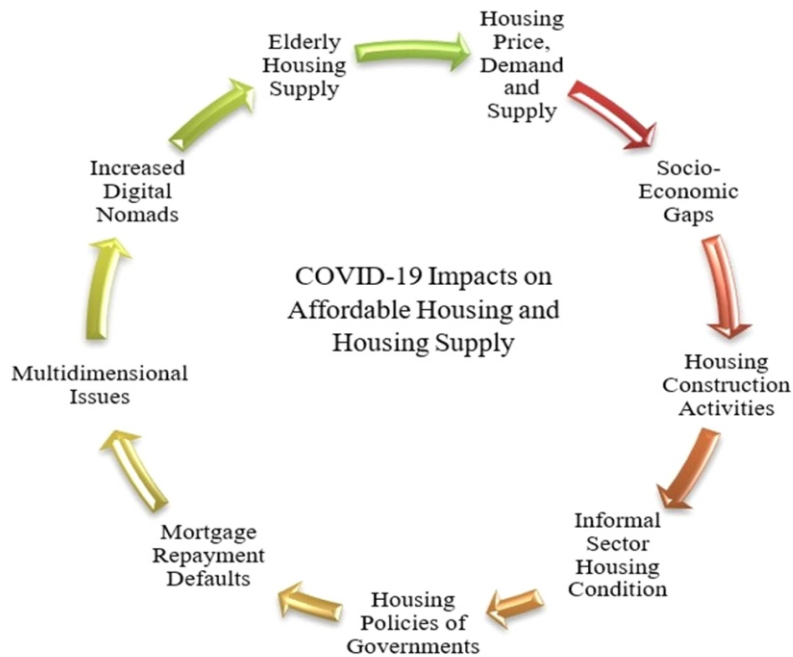 Housing
Price,
Demand
and
Supply
Socio-
Economic
Gaps
Housing
Construction
Activities
Informal
Sector
Housing
Condition
Housing
Policies of
Governments
Mortgage
Repayment
Defaults
Multidimensional
Issues
Increased
Digital
Nomads
Elderly
Housing
Supply
COVID-19 Impacts on
Affordable Housing and
Housing Supply